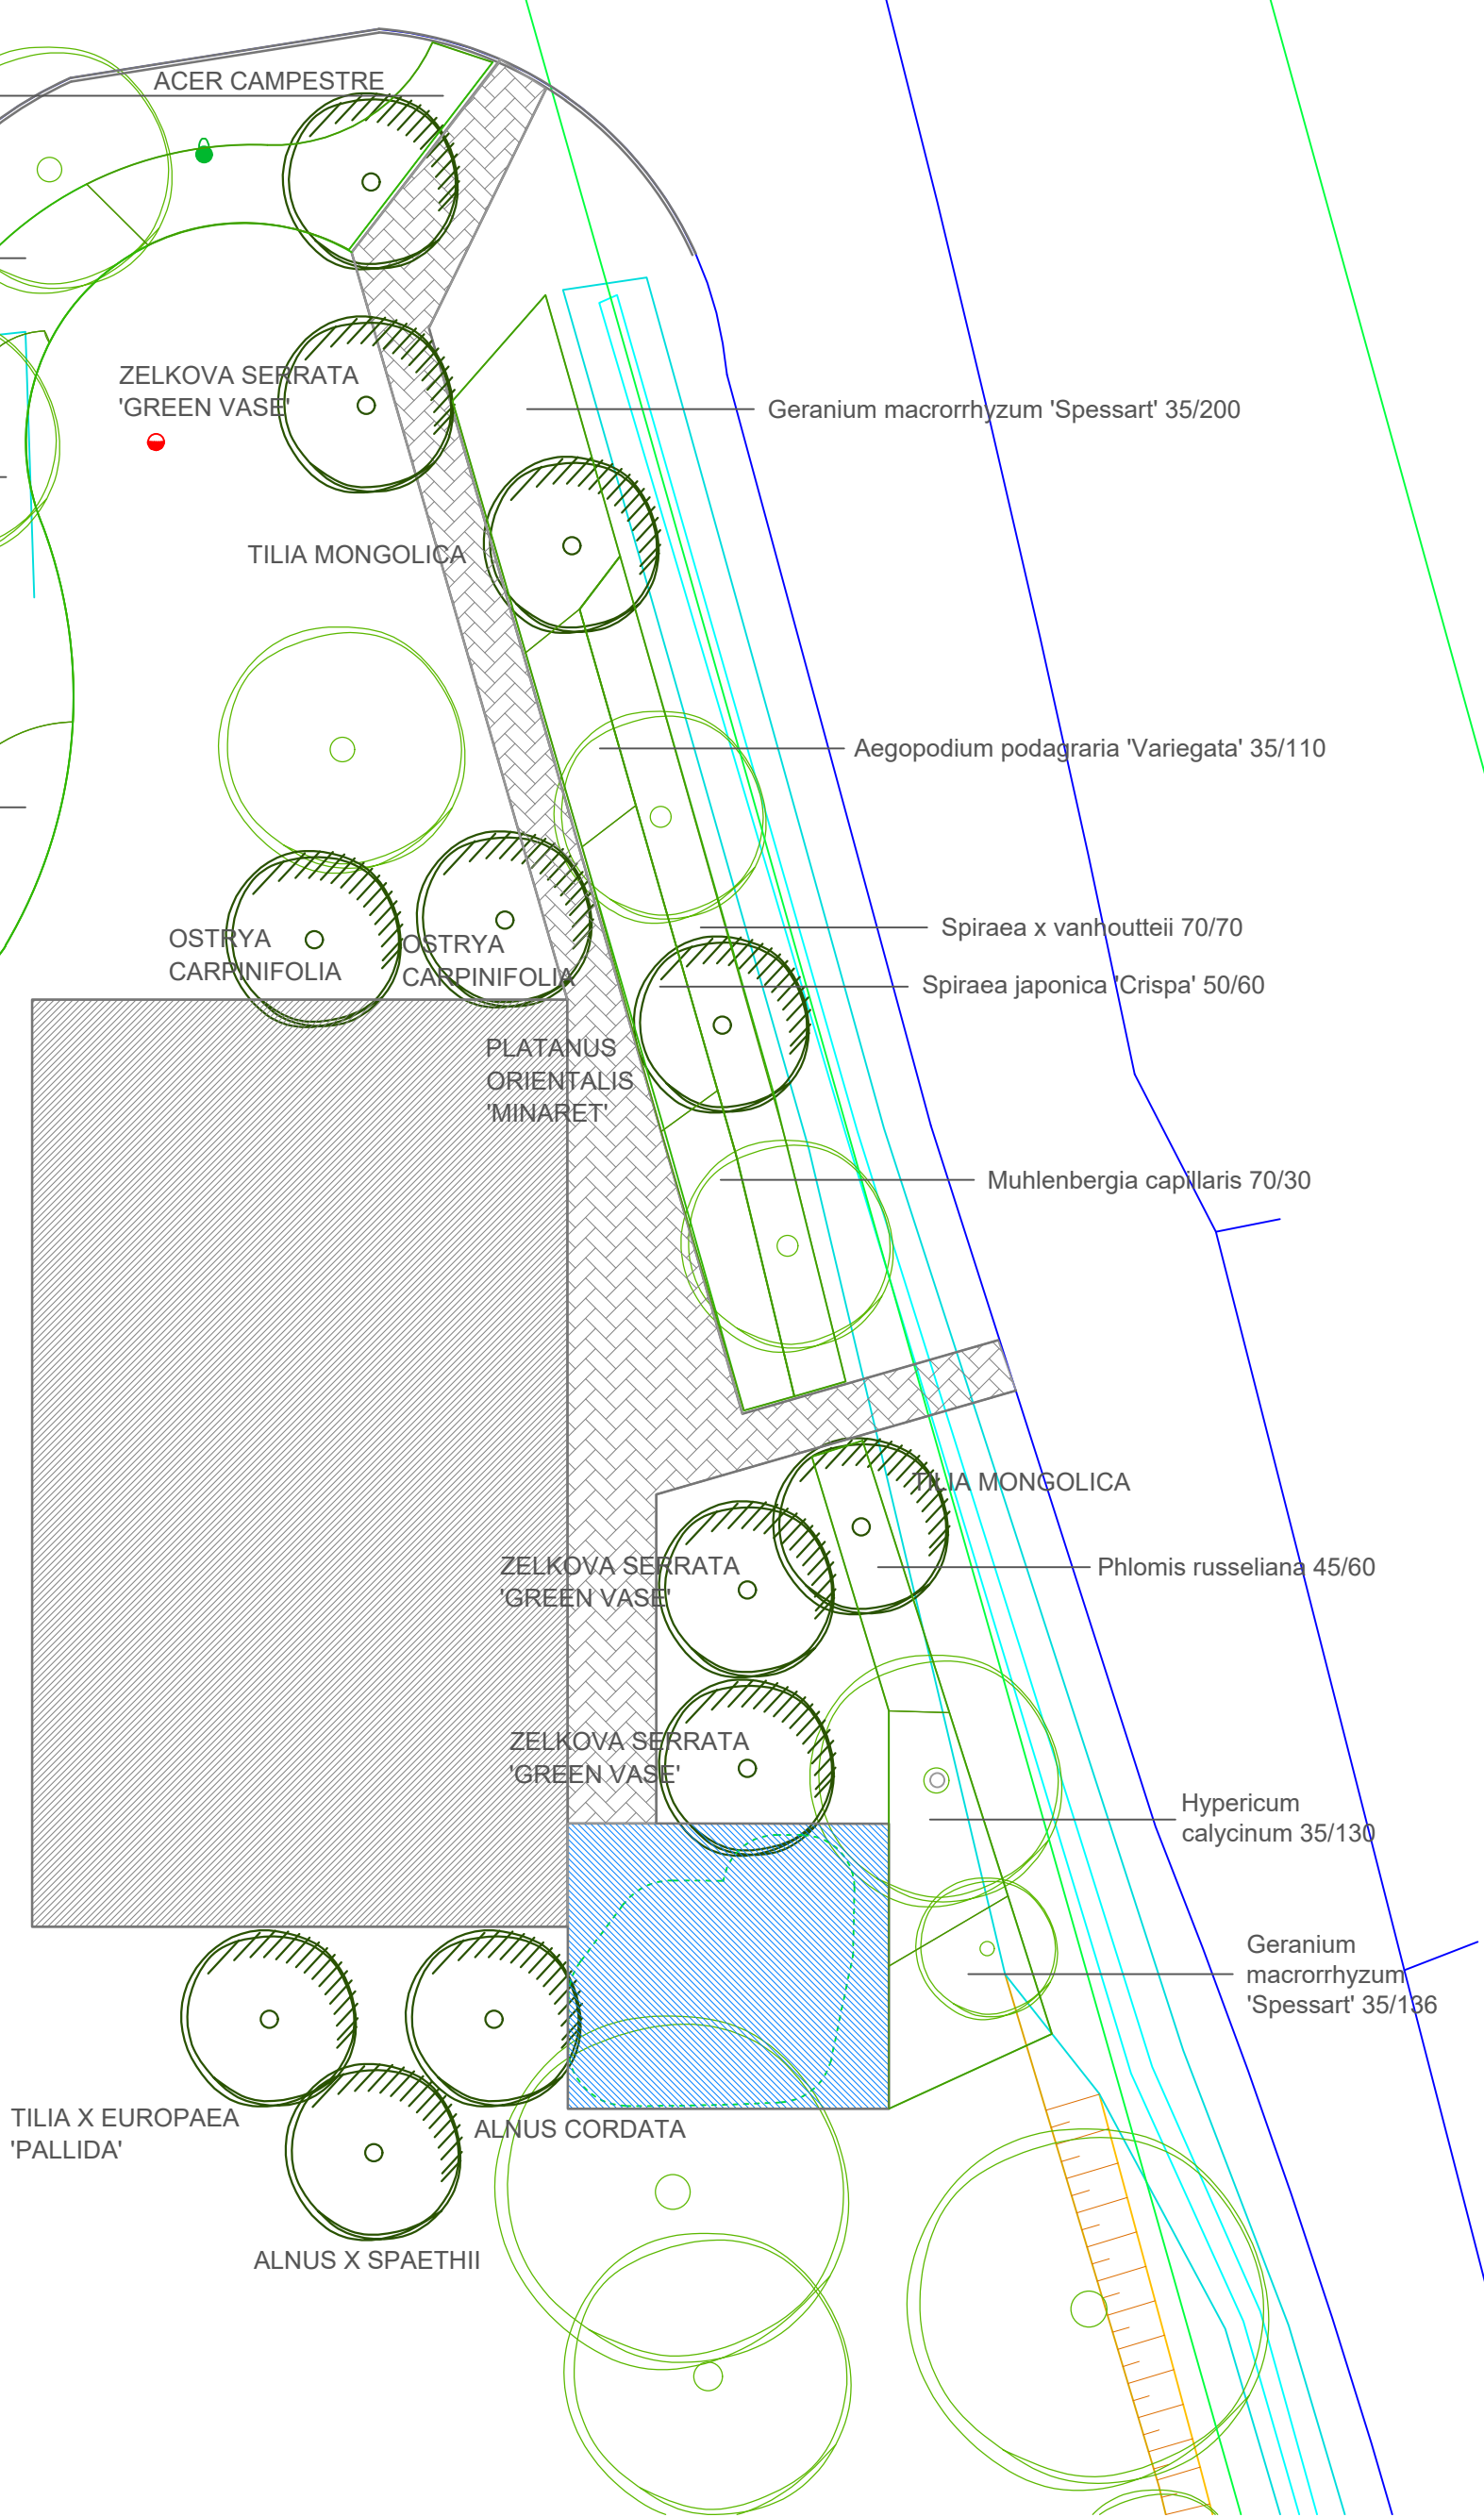 ACER CAMPESTRE
ZELKOVA SERRATA
'GREEN VASE'
Geranium macrorrhyzum 'Spessart' 35/200
TILIA MONGOLICA
Aegopodium podagraria 'Variegata' 35/110
OSTRYA
CARPINIFOLIA
OSTRYA
CARPINIFOLIA
Spiraea x vanhoutteii 70/70
Spiraea japonica 'Crispa' 50/60
PLATANUS
ORIENTALIS
'MINARET'
Muhlenbergia capillaris 70/30
TILIA MONGOLICA
ZELKOVA SERRATA
'GREEN VASE'
Phlomis russeliana 45/60
ZELKOVA SERRATA
'GREEN VASE'
Hypericum
calycinum 35/130
Geranium
macrorrhyzum
'Spessart' 35/136
TILIA X EUROPAEA
'PALLIDA'
ALNUS CORDATA
ALNUS X SPAETHII